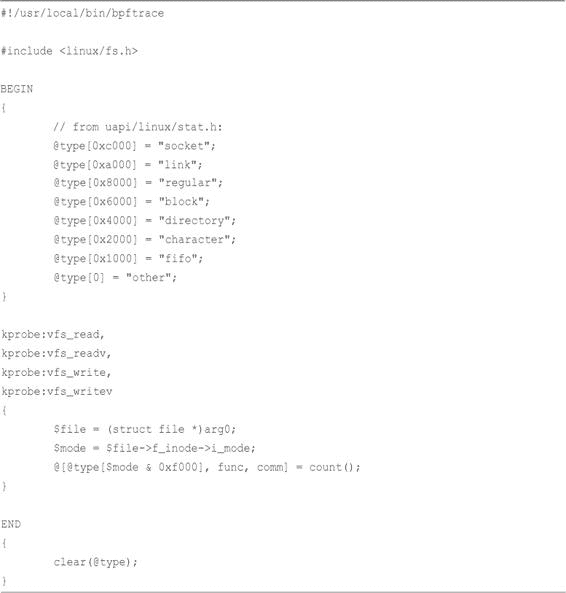 #!/usr/local/bin/bpftrace

#include <linux/fs.h>

BEGIN
{
        // from uapi/linux/stat.h:
        @type[0xc000] = "socket";
        @type[0xa000] = "link";
        @type[0x8000] = "regular";
        @type[0x6000] = "block";
        @type[0x4000] = "directory";
        @type[0x2000] = "character";
        @type[0x1000] = "fifo";
        @type[0] = "other";
}

kprobe:vfs_read,
kprobe:vfs_readv,
kprobe:vfs_write,
kprobe:vfs_writev
{
        $file = (struct file *)arg0;
        $mode = $file->f_inode->i_mode;
        @[@type[$mode & 0xf000], func, comm] = count();
}

END
{
        clear(@type);
}